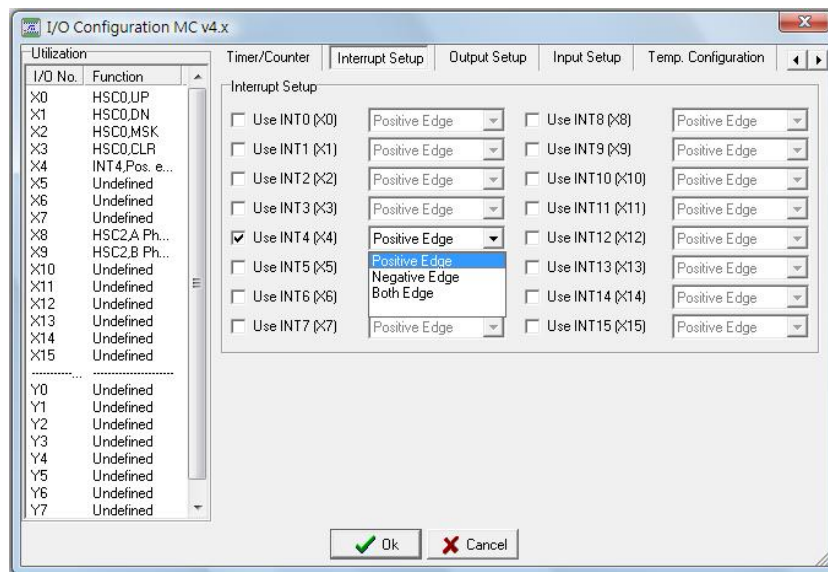 I/O Configuration MC v4.x
Utilization
I/O No. Function
X0 HSC0,UP
X1 HSC0,DN
X2 HSC0,MSK
X3 HSC0,CLR
X4 INT4,Pos. e...
X5 Undefined
X6 Undefined
X7 Undefined
X8 HSC2,A Ph...
X9 HSC2,B Ph...
X10 Undefined
X11 Undefined
X12 Undefined
X13 Undefined
X14 Undefined
X15 Undefined
-----------... ----------------------
Y0 Undefined
Y1 Undefined
Y2 Undefined
Y3 Undefined
Y4 Undefined
Y5 Undefined
Y6 Undefined
Y7 Undefined
Timer/Counter Interrupt Setup Output Setup Input Setup Temp. Configuration
Interrupt Setup
Use INT0 (X0) Positive Edge Use INT8 (X8) Positive Edge
Use INT1 (X1) Positive Edge Use INT9 (X9) Positive Edge
Use INT2 (X2) Positive Edge Use INT10 (X10) Positive Edge
Use INT3 (X3) Positive Edge Use INT11 (X11) Positive Edge
Use INT4 (X4) Positive Edge Use INT12 (X12) Positive Edge
Positive Edge
Negative Edge
Both Edge
Use INT5 (X5) Use INT13 (X13) Positive Edge
Use INT6 (X6) Use INT14 (X14) Positive Edge
Use INT7 (X7) Positive Edge Use INT15 (X15) Positive Edge
Ok Cancel